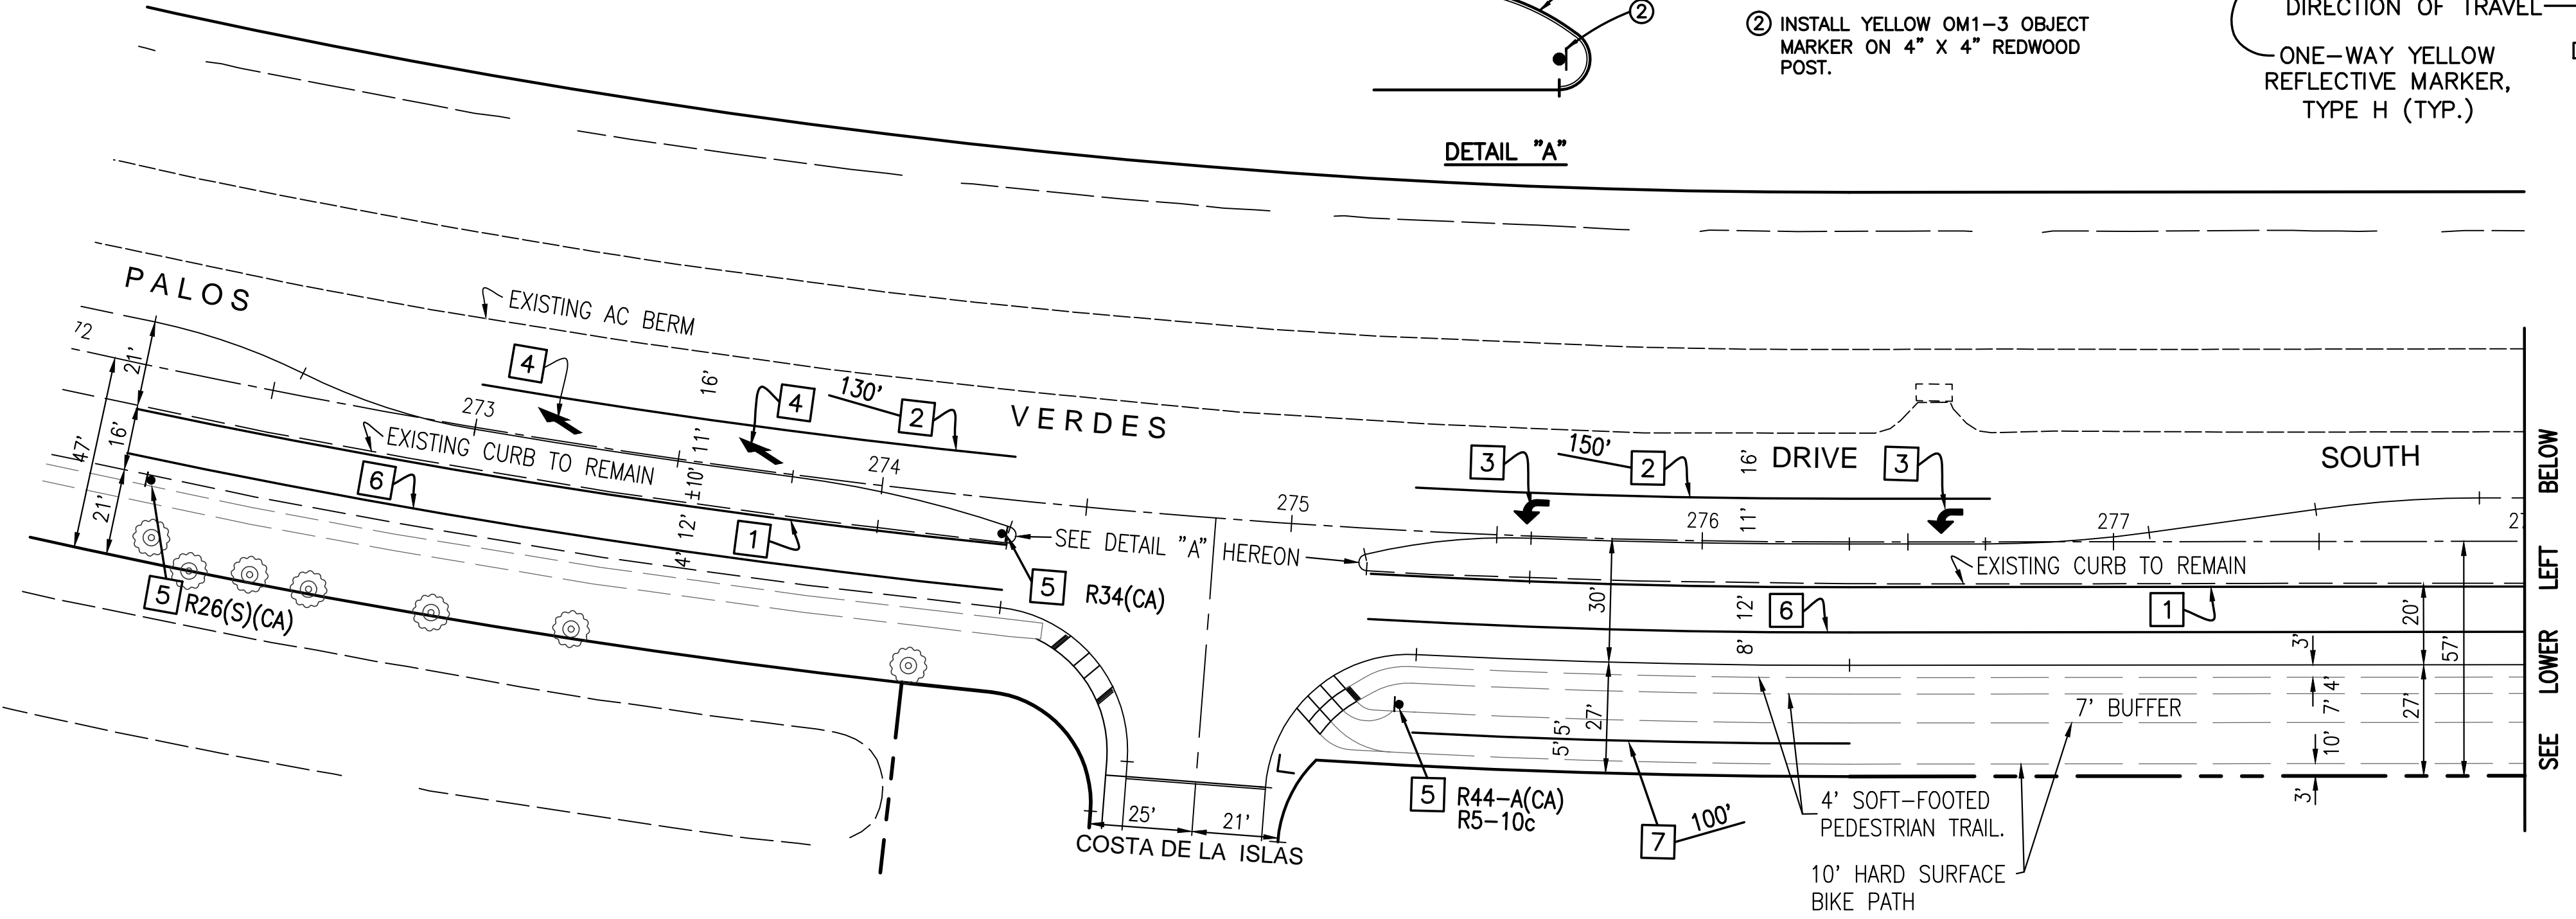 ②
② INSTALL YELLOW OM1-3 OBJECT
MARKER ON 4" X 4" REDWOOD
POST.
DIRECTION OF TRAVEL
ONE-WAY YELLOW
REFLECTIVE MARKER,
TYPE H (TYP.)
DETAIL "A"
PALOS
VERDES
DRIVE
SOUTH
EXISTING AC BERM
72
21'
47'
16'
21'
4
16'
4
130'
2
273
11'
274
EXISTING CURB TO REMAIN
±10'
6
12'
1
4'
5
R26(S)(CA)
5
R34(CA)
SEE DETAIL "A" HEREON
275
3
150'
2
16'
3
276
11'
277
27
EXISTING CURB TO REMAIN
30'
12'
6
1
20'
57'
8'
3'
4'
7'
27'
27'
7' BUFFER
10'
3'
5' 5'
5
R44-A(CA)
R5-10c
7
100'
4' SOFT-FOOTED
PEDESTRIAN TRAIL.
10' HARD SURFACE
BIKE PATH
25'
21'
COSTA DE LA ISLAS
SEE LOWER LEFT BELOW